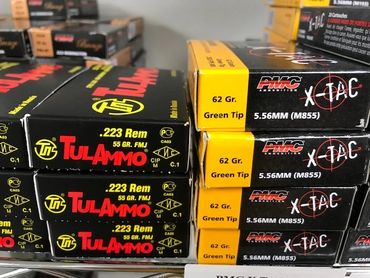 .223 Rem
55 GR. FMJ
TULAMMO
.223 Rem
55 GR. FMJ
TULAMMO
.223 Rem
55 GR. FMJ
TULAMMO
62 Gr.
Green Tip
PMC
X-TAC
5.56MM (M855)
62 Gr.
Green Tip
PMC
X-TAC
5.56MM (M855)
62 Gr.
Green Tip
PMC
X-TAC
5.56MM (M855)
62 Gr.
Green Tip
PMC
X-TAC
5.56MM (M855)